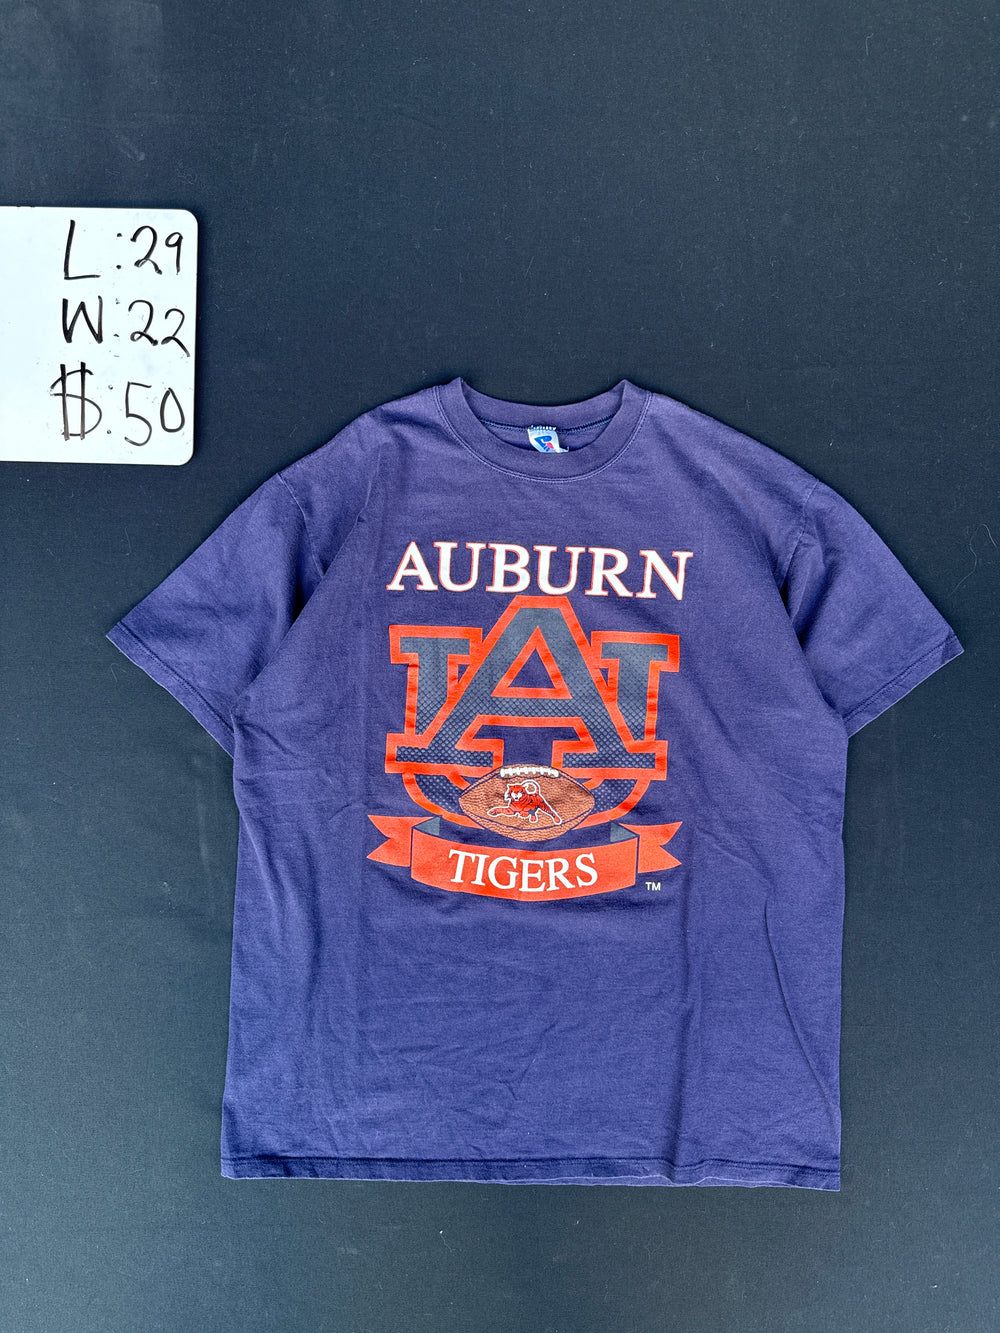 L:29
W:22
$:50
AUBURN
AU
TIGERS
TM